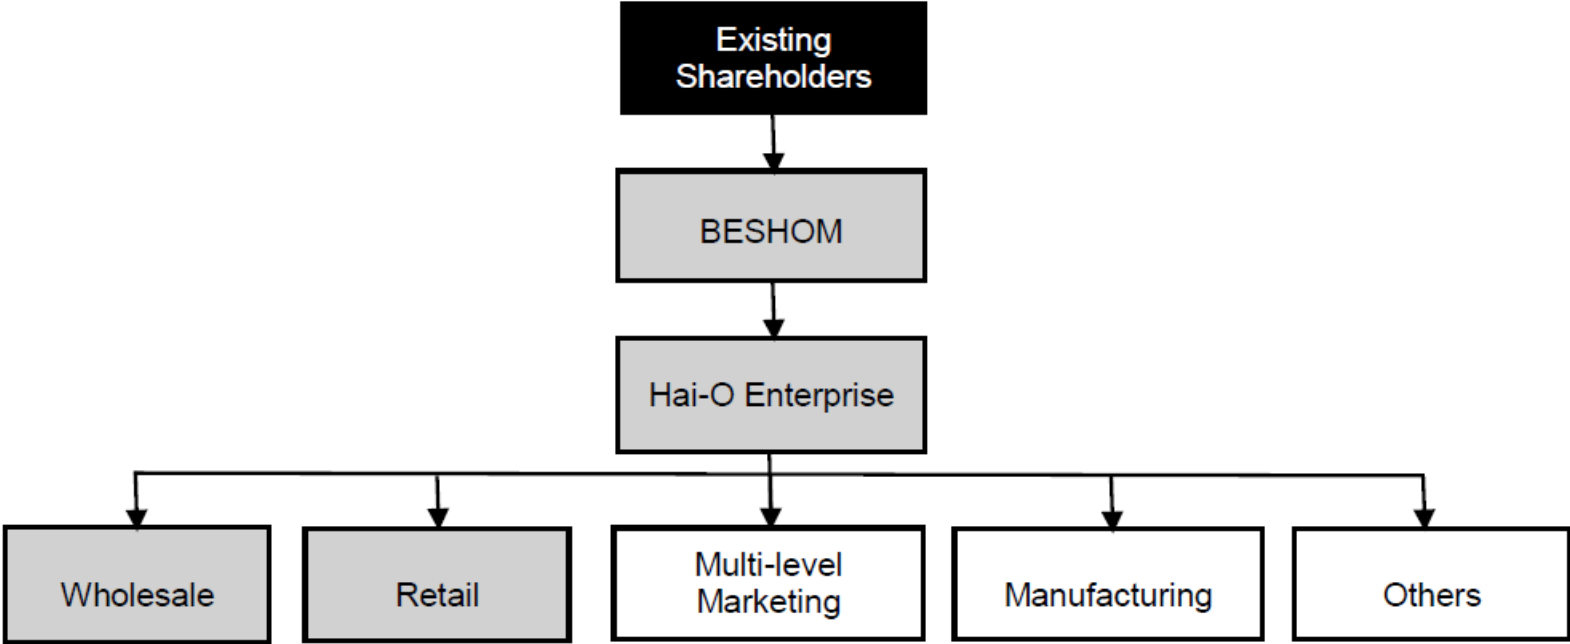 Existing
Shareholders
BESHOM
Hai-O Enterprise
Wholesale
Retail
Multi-level
Marketing
Manufacturing
Others